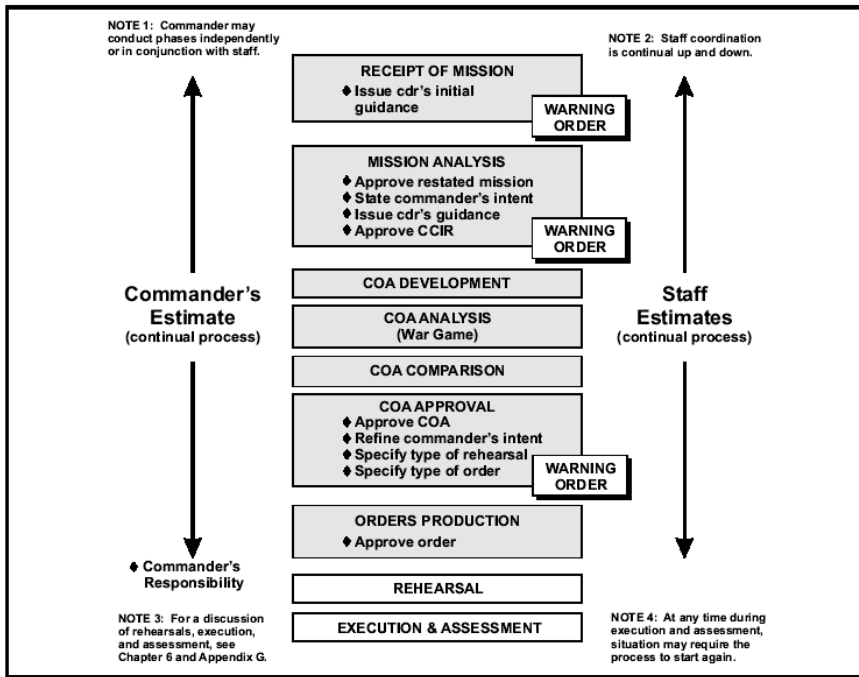 NOTE 1: Commander may
conduct phases independently
or in conjunction with staff.
NOTE 2: Staff coordination
is continual up and down.
RECEIPT OF MISSION
♦ Issue cdr's initial
guidance
WARNING
ORDER
MISSION ANALYSIS
♦ Approve restated mission
♦ State commander's intent
♦ Issue cdr's guidance
♦ Approve CCIR
WARNING
ORDER
Commander's
Estimate
(continual process)
COA DEVELOPMENT
COA ANALYSIS
(War Game)
COA COMPARISON
Staff
Estimates
(continual process)
COA APPROVAL
♦ Approve COA
♦ Refine commander's intent
♦ Specify type of rehearsal
♦ Specify type of order
WARNING
ORDER
ORDERS PRODUCTION
♦ Approve order
♦ Commander's
Responsibility
REHEARSAL
EXECUTION & ASSESSMENT
NOTE 3: For a discussion
of rehearsals, execution,
and assessment, see
Chapter 6 and Appendix G.
NOTE 4: At any time during
execution and assessment,
situation may require the
process to start again.